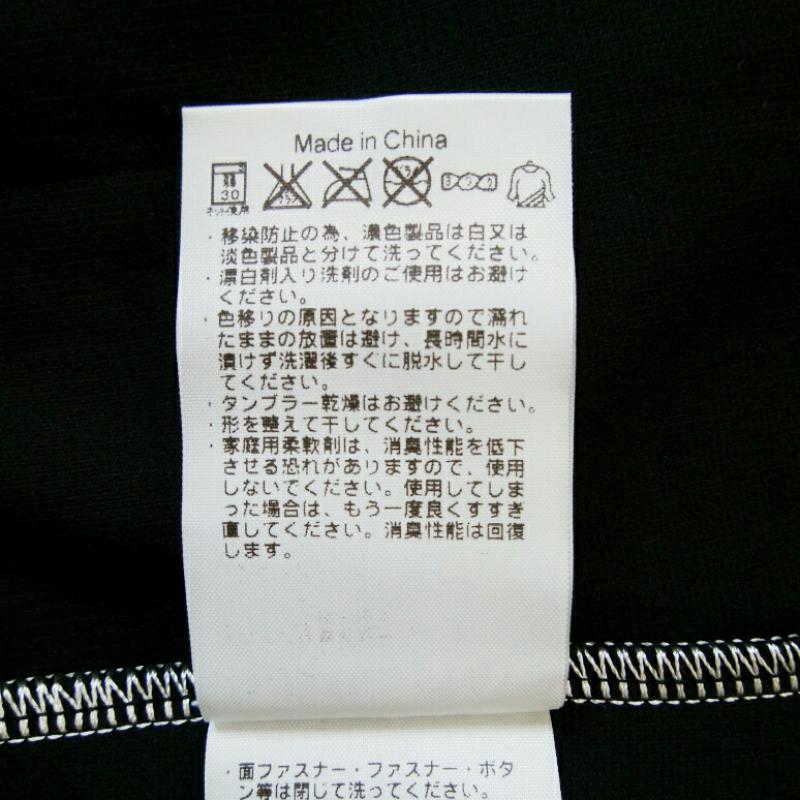 Made in China
30
ネット使用
・移染防止の為、濃色製品は白又は
淡色製品と分けて洗ってください。
・漂白剤入り洗剤のご使用はお避け
ください。
・色移りの原因となりますので濡れ
たままの放置は避け、長時間水に
漬けず洗濯後すぐに脱水して干し
てください。
・タンブラー乾燥はお避けください。
・形を整えて干してください。
・家庭用柔軟剤は、消臭性能を低下
させる恐れがありますので、使用
しないでください。使用してしま
った場合は、もう一度良くすすぎ
直してください。消臭性能は回復
します。
・面ファスナー・ファスナー・ボタ
ン等は閉じて洗ってください。